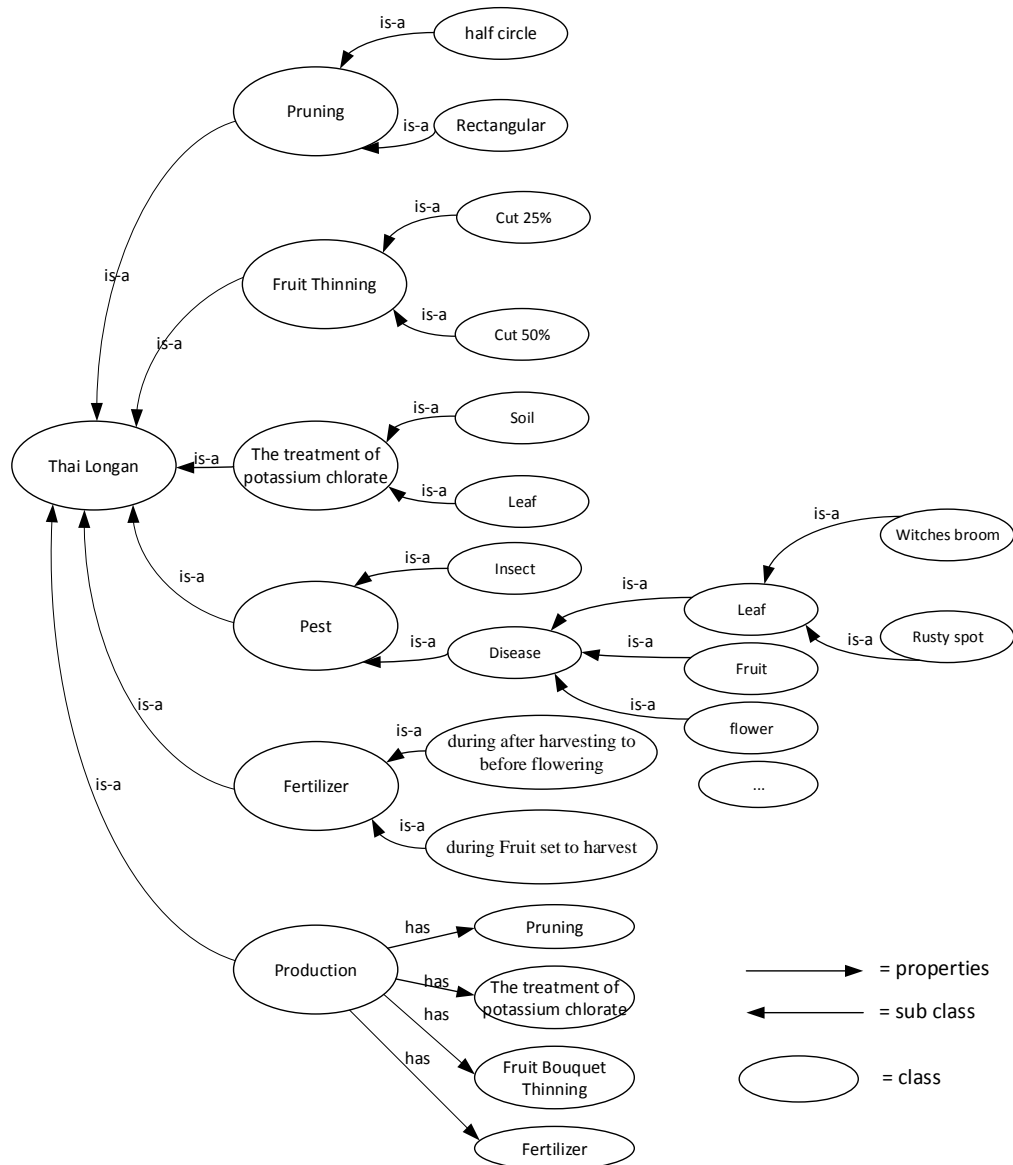 half circle
is-a
Pruning
is-a
Rectangular
is-a
Cut 25%
is-a
Fruit Thinning
is-a
is-a
Cut 50%
is-a
Soil
Thai Longan
is-a
The treatment of
potassium chlorate
is-a
Leaf
is-a
Witches broom
is-a
Insect
is-a
is-a
Leaf
is-a
Rusty spot
Pest
is-a
Disease
is-a
Fruit
is-a
flower
is-a
is-a
during after harvesting to
before flowering
Fertilizer
...
is-a
is-a
during Fruit set to harvest
has
Pruning
Production
has
The treatment of
potassium chlorate
has
has
Fruit Bouquet
Thinning
Fertilizer
= properties
= sub class
= class